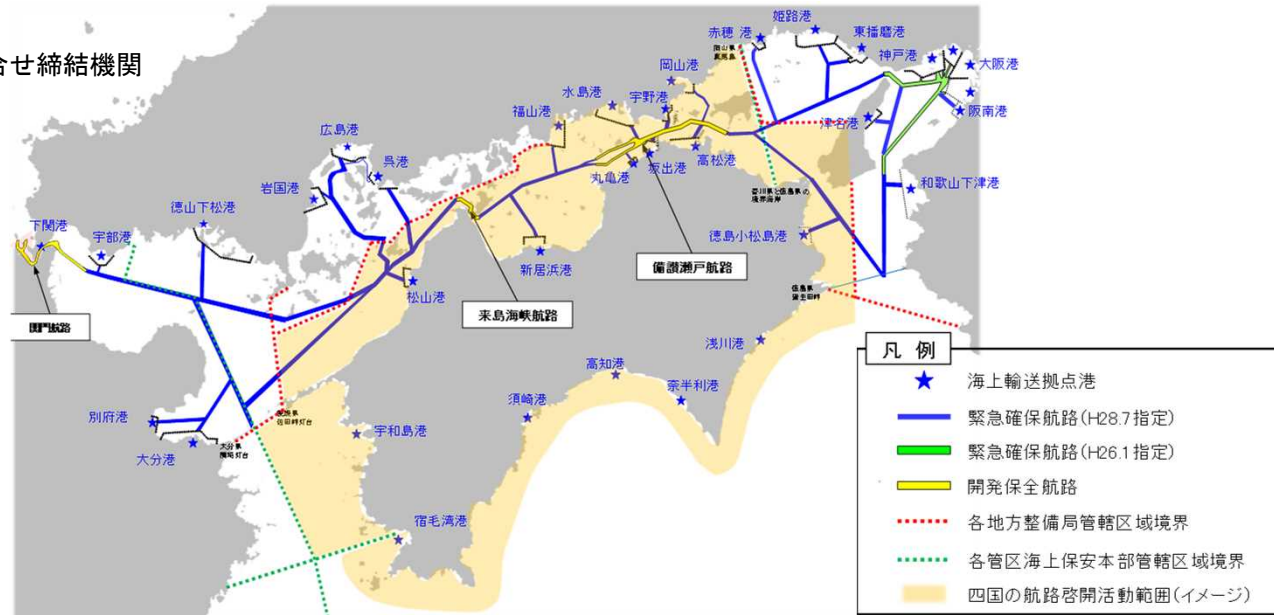 合せ締結機関
姫路港
赤穂 港
東播磨港
神戸港
大阪港
岡山港
水島港
宇野港
福山港
阪南港
津名港
広島港
呉港
丸亀港
坂出港
高松港
岩国港
和歌山下津港
徳山下松港
下関港
宇部港
徳島小松島港
新居浜港
備讃瀬戸航路
松山港
来島海峡航路
関門航路
浅川港
高知港
奈半利港
須崎港
別府港
宇和島港
大分港
宿毛湾港
凡 例
海上輸送拠点港
緊急確保航路(H28.7指定)
緊急確保航路(H26.1指定)
開発保全航路
各地方整備局管轄区域境界
各管区海上保安本部管轄区域境界
四国の航路啓開活動範囲(イメージ)